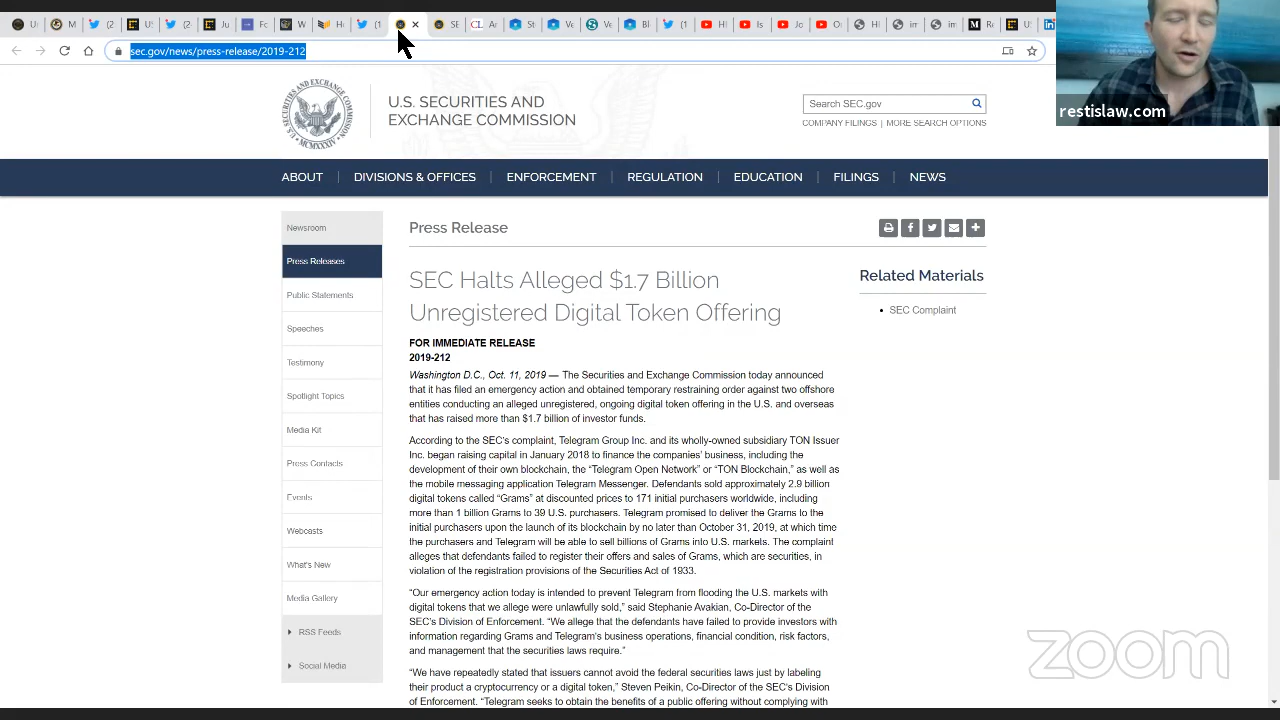 sec.gov/news/press-release/2019-212
restislaw.com
U.S. SECURITIES AND
EXCHANGE COMMISSION
Search SEC.gov
COMPANY FILINGS | MORE SEARCH OPTIONS
ABOUT
DIVISIONS & OFFICES
ENFORCEMENT
REGULATION
EDUCATION
FILINGS
NEWS
Newsroom
Press Releases
Public Statements
Speeches
Testimony
Spotlight Topics
Media Kit
Press Contacts
Events
Webcasts
What's New
Media Gallery
RSS Feeds
Social Media
Press Release
SEC Halts Alleged $1.7 Billion
Unregistered Digital Token Offering
FOR IMMEDIATE RELEASE
2019-212
Washington D.C., Oct. 11, 2019 — The Securities and Exchange Commission today announced
that it has filed an emergency action and obtained temporary restraining order against two offshore
entities conducting an alleged unregistered, ongoing digital token offering in the U.S. and overseas
that has raised more than $1.7 billion of investor funds.
According to the SEC's complaint, Telegram Group Inc. and its wholly-owned subsidiary TON Issuer
Inc. began raising capital in January 2018 to finance the companies' business, including the
development of their own blockchain, the “Telegram Open Network” or “TON Blockchain,” as well as
the mobile messaging application Telegram Messenger. Defendants sold approximately 2.9 billion
digital tokens called “Grams” at discounted prices to 171 initial purchasers worldwide, including
more than 1 billion Grams to 39 U.S. purchasers. Telegram promised to deliver the Grams to the
initial purchasers upon the launch of its blockchain by no later than October 31, 2019, at which time
the purchasers and Telegram will be able to sell billions of Grams into U.S. markets. The complaint
alleges that defendants failed to register their offers and sales of Grams, which are securities, in
violation of the registration provisions of the Securities Act of 1933.
“Our emergency action today is intended to prevent Telegram from flooding the U.S. markets with
digital tokens that we allege were unlawfully sold,” said Stephanie Avakian, Co-Director of the
SEC's Division of Enforcement. “We allege that the defendants have failed to provide investors with
information regarding Grams and Telegram's business operations, financial condition, risk factors,
and management that the securities laws require.”
“We have repeatedly stated that issuers cannot avoid the federal securities laws just by labeling
their product a cryptocurrency or a digital token,” Steven Peikin, Co-Director of the SEC's Division
of Enforcement. “Telegram seeks to obtain the benefits of a public offering without complying with
Related Materials
SEC Complaint
zoom